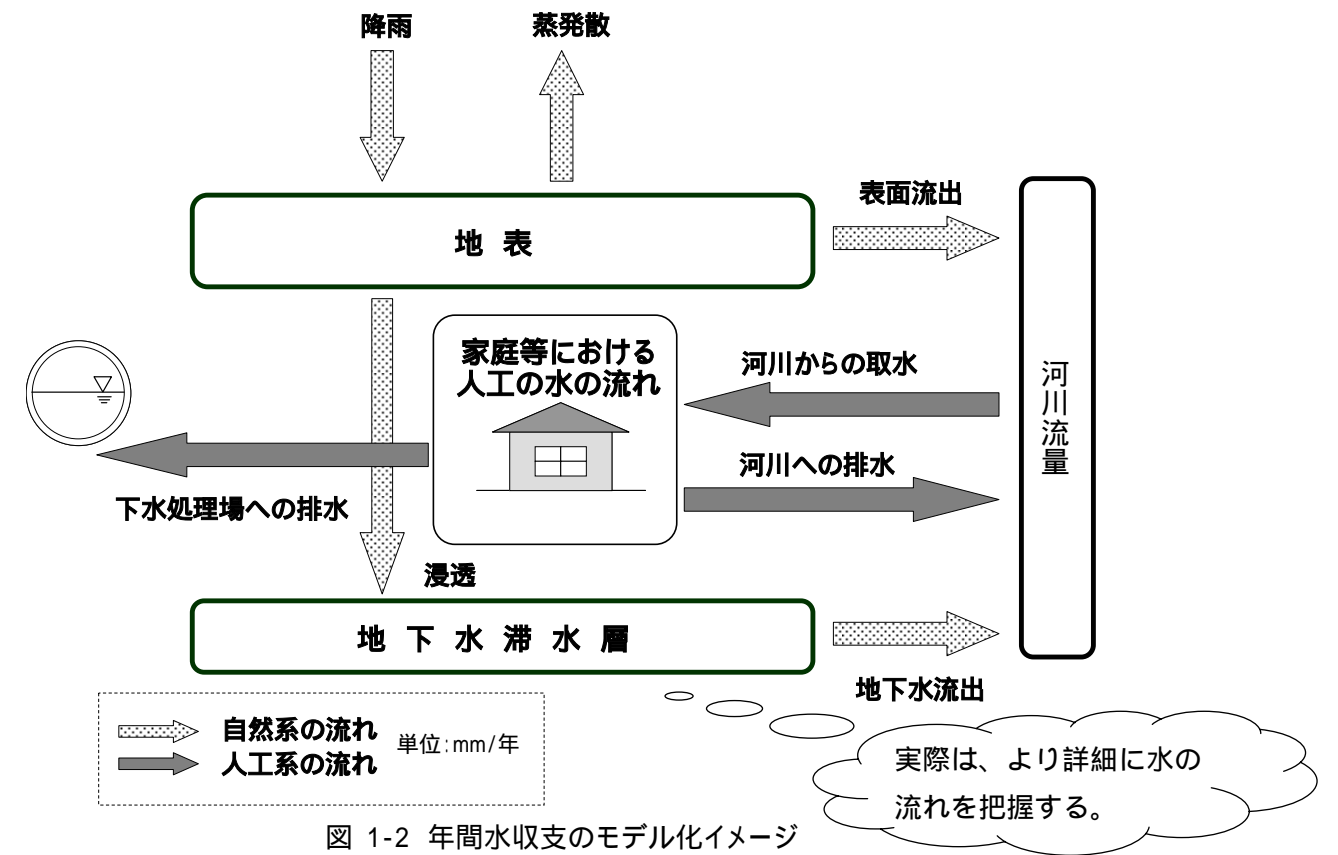 降雨
蒸発散
表面流出
地 表
家庭等における
人工の水の流れ
河川からの取水
河川流量
河川への排水
下水処理場への排水
浸透
地 下 水 滞 水 層
地下水流出
自然系の流れ
単位:mm/年
人工系の流れ
実際は、より詳細に水の
流れを把握する。
図 1-2 年間水収支のモデル化イメージ